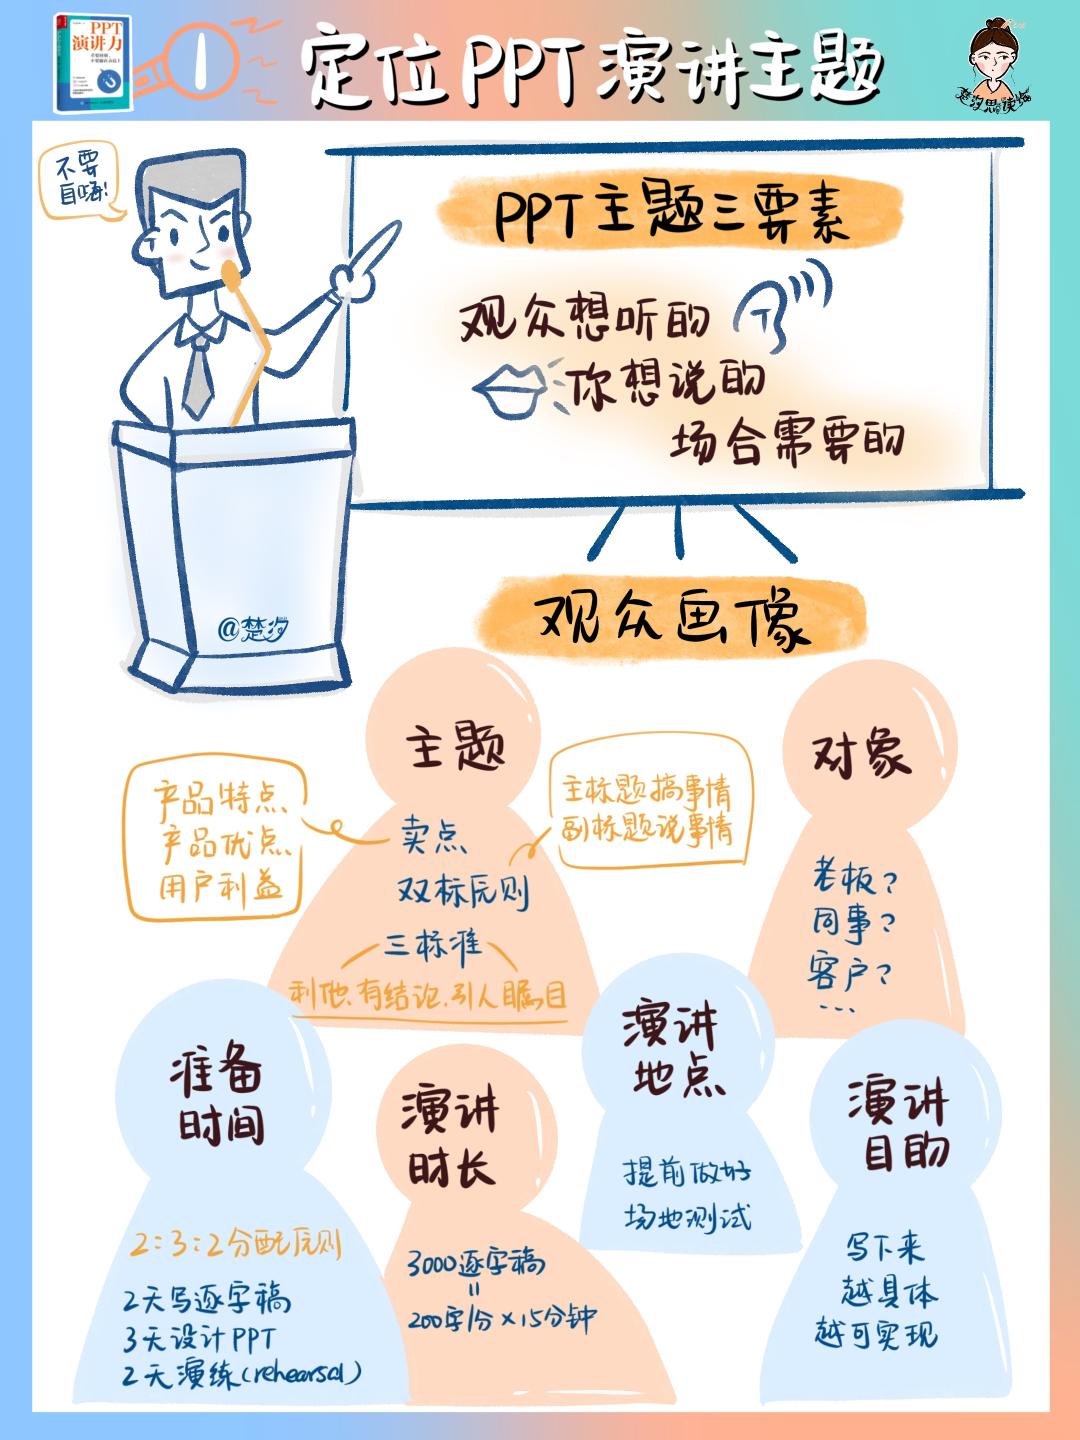 PPT
演讲力
1
定位PPT演讲主题
楚汐思读绘
不要
自嗨!
PPT主题三要素
观众想听的
你想说的
场合需要的
@楚汐
观众画像
主题
产品特点、
产品优点、
用户利益
主标题搞事情
副标题说事情
卖点
双标原则
三标准
利他、有结论、引人瞩目
对象
老板?
同事?
客户?
...
准备
时间
2:3:2分配原则
2天写逐字稿
3天设计PPT
2天演练(rehearsal)
演讲
时长
3000逐字稿
=
200字/分×15分钟
演讲
地点
提前做好
场地测试
演讲
目的
写下来
越具体
越可实现